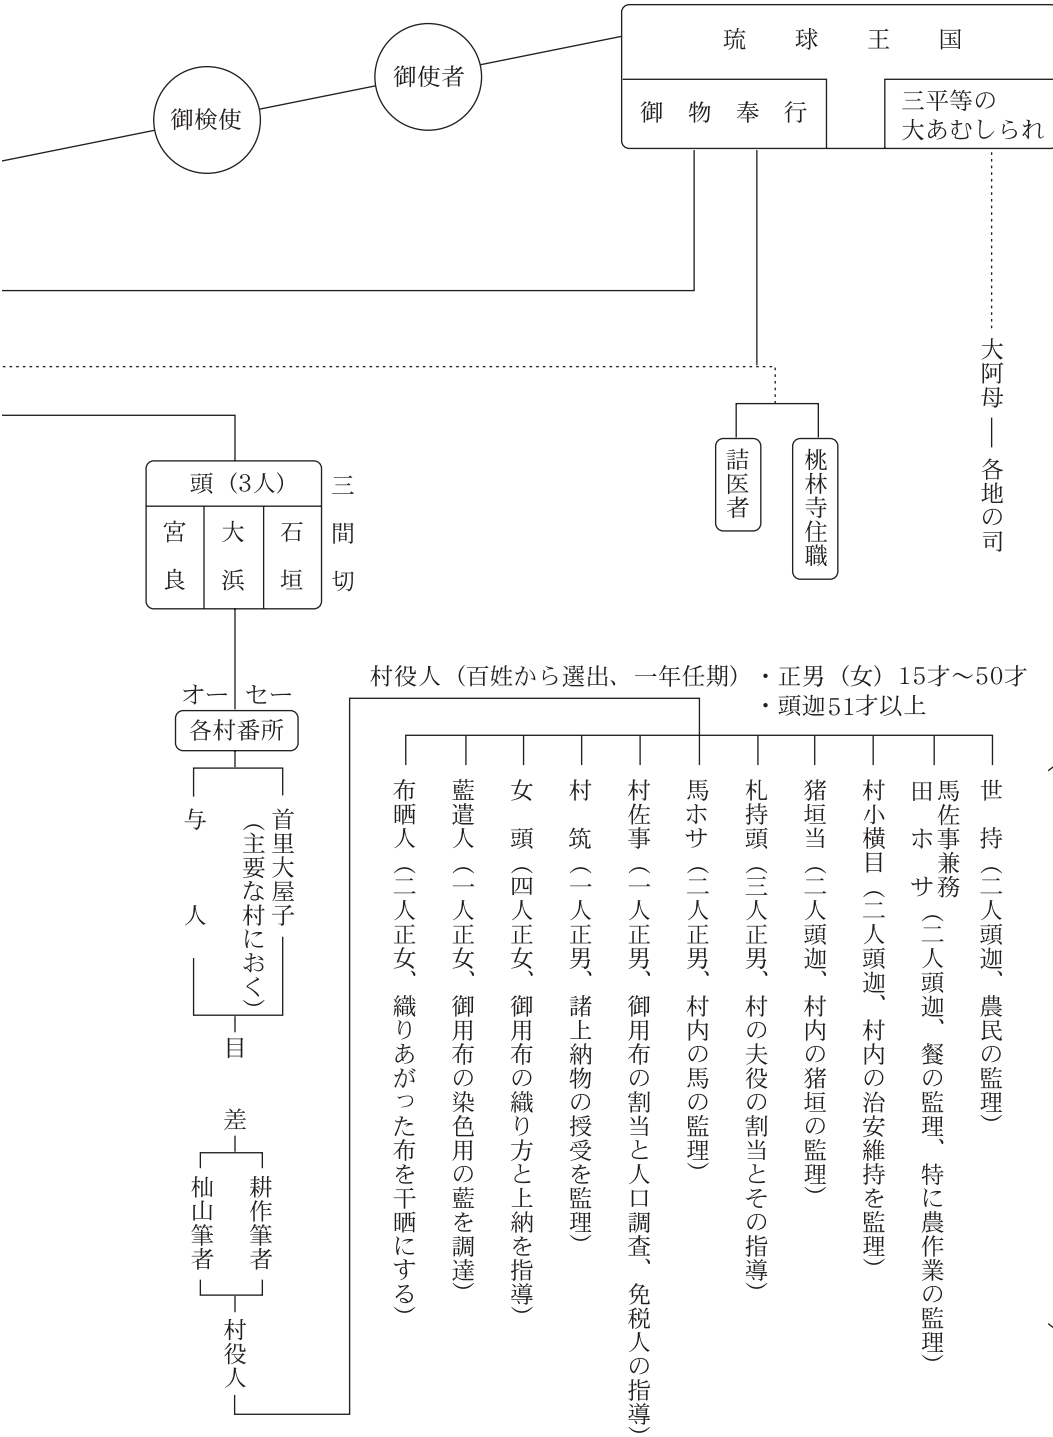 琉球王国
御物奉行
三平等の
大あむしられ
御使者
御検使
大阿母 ― 各地の司
桃林寺住職
詰医者
三間切
頭（3人）
石垣
大浜
宮良
オーセー
各村番所
首里大屋子
（主要な村におく）
与人
目差
耕作筆者
杣山筆者
村役人
村役人（百姓から選出、一年任期）・正男（女）15才～50才
・頭迦51才以上
世持（二人頭迦、農民の監理）
馬佐事兼務
田ホサ（二人頭迦、餐の監理、特に農作業の監理）
村小横目（二人頭迦、村内の治安維持を監理）
猪垣当（二人頭迦、村内の猪垣の監理）
札持頭（三人正男、村の夫役の割当とその指導）
馬ホサ（二人正男、村内の馬の監理）
村佐事（一人正男、御用布の割当と人口調査、免税人の指導）
村筑（一人正男、諸上納物の授受を監理）
女頭（四人正女、御用布の織り方と上納を指導）
藍遣人（一人正女、御用布の染色用の藍を調達）
布晒人（二人正女、織りあがった布を干晒にする）